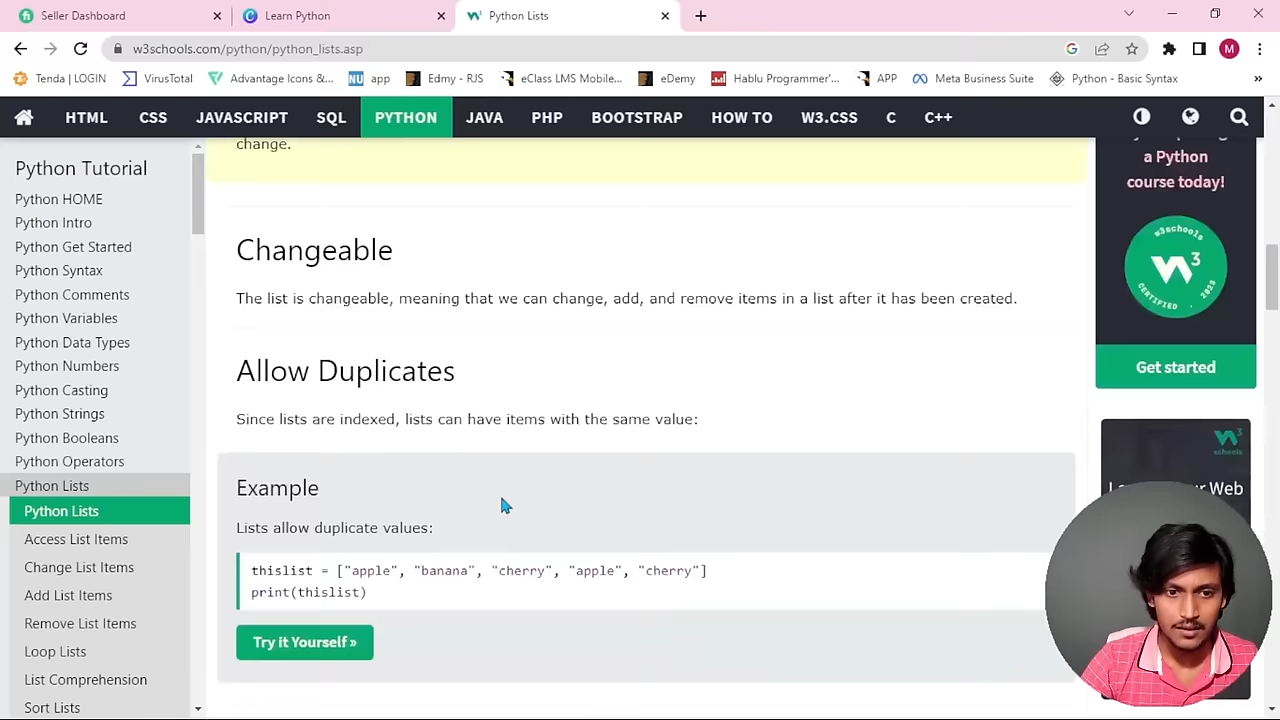 Seller Dashboard
Learn Python
Python Lists
w3schools.com/python/python_lists.asp
M
Tenda | LOGIN
VirusTotal
Advantage Icons &...
NU app
Edmy - RJS
eClass LMS Mobile...
eDemy
Hablu Programmer'...
APP
Meta Business Suite
Python - Basic Syntax
»
HTML
CSS
JAVASCRIPT
SQL
PYTHON
JAVA
PHP
BOOTSTRAP
HOW TO
W3.CSS
C
C++
Python Tutorial
Python HOME
Python Intro
Python Get Started
Python Syntax
Python Comments
Python Variables
Python Data Types
Python Numbers
Python Casting
Python Strings
Python Booleans
Python Operators
Python Lists
Python Lists
Access List Items
Change List Items
Add List Items
Remove List Items
Loop Lists
List Comprehension
Sort Lists
change.
Changeable
The list is changeable, meaning that we can change, add, and remove items in a list after it has been created.
Allow Duplicates
Since lists are indexed, lists can have items with the same value:
Example
Lists allow duplicate values:
thislist = ["apple", "banana", "cherry", "apple", "cherry"]
print(thislist)
Try it Yourself »
a Python
course today!
w3schools
CERTIFIED . 2023
Get started
schools
Web